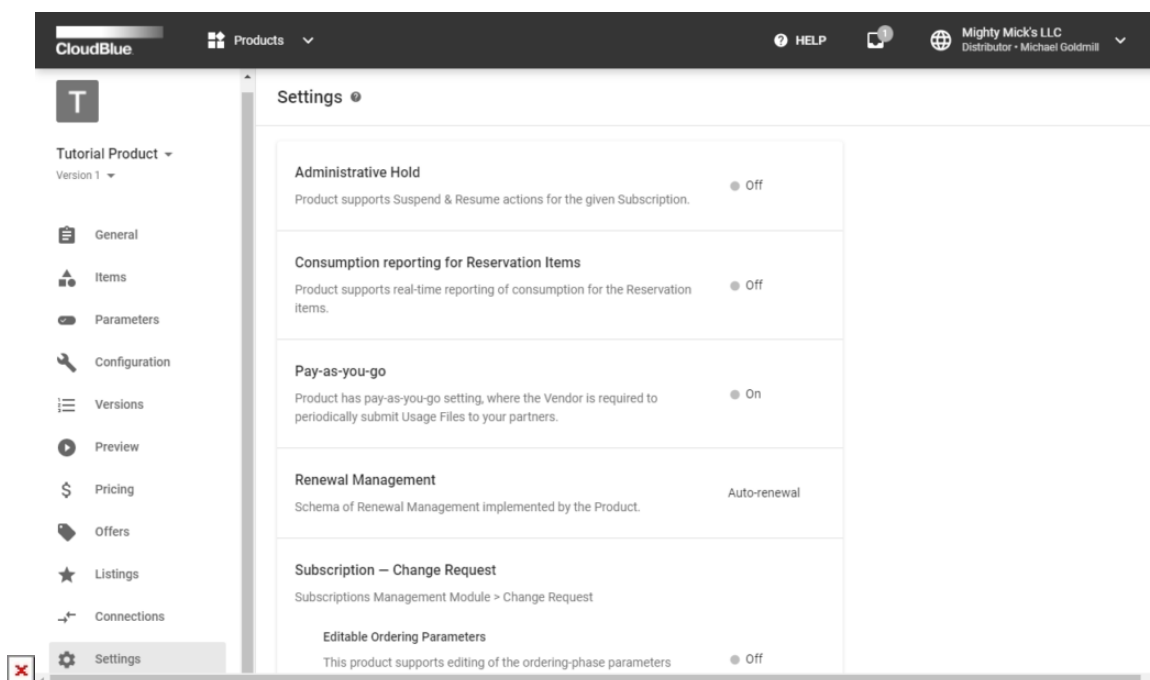 CloudBlue
Products
HELP
1
Mighty Mick's LLC
Distributor • Michael Goldmill
T
Tutorial Product
Version 1
General
Items
Parameters
Configuration
Versions
Preview
Pricing
Offers
Listings
Connections
Settings
Settings
Administrative Hold
Product supports Suspend & Resume actions for the given Subscription.
Off
Consumption reporting for Reservation Items
Product supports real-time reporting of consumption for the Reservation
items.
Off
Pay-as-you-go
Product has pay-as-you-go setting, where the Vendor is required to
periodically submit Usage Files to your partners.
On
Renewal Management
Schema of Renewal Management implemented by the Product.
Auto-renewal
Subscription — Change Request
Subscriptions Management Module > Change Request
Editable Ordering Parameters
This product supports editing of the ordering-phase parameters
Off